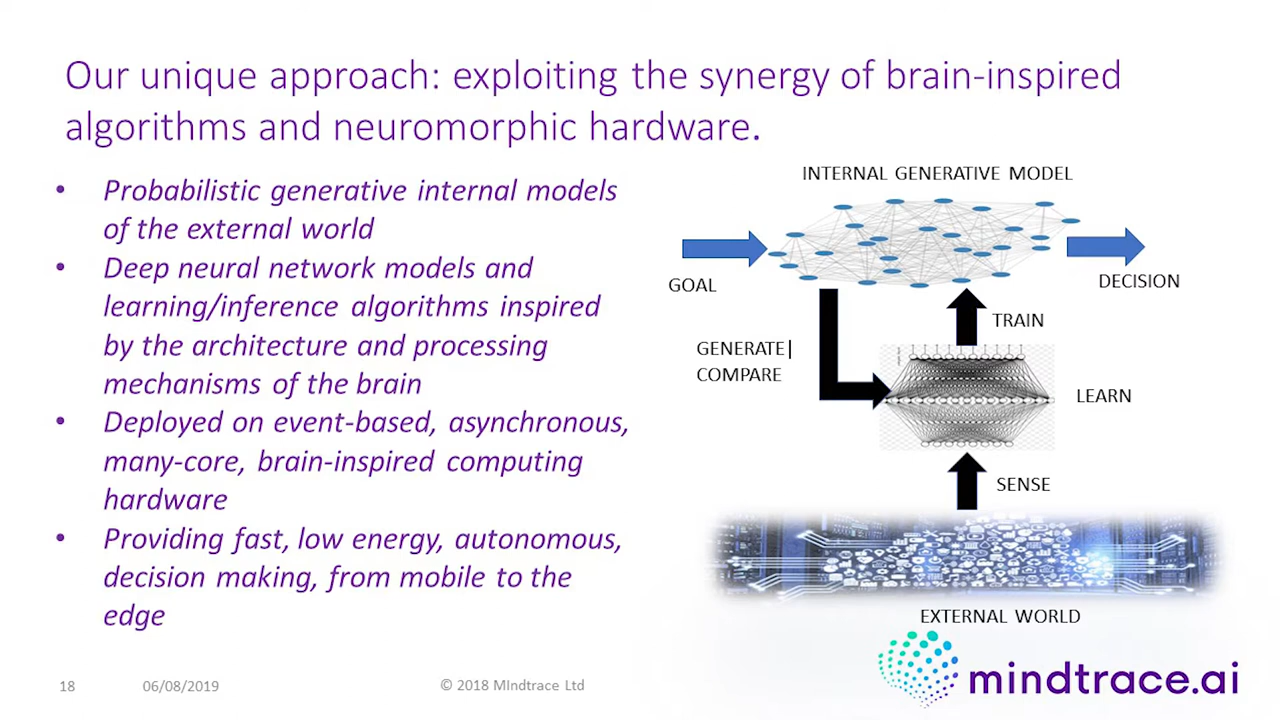 Our unique approach: exploiting the synergy of brain-inspired
algorithms and neuromorphic hardware.
• Probabilistic generative internal models
of the external world
• Deep neural network models and
learning/inference algorithms inspired
by the architecture and processing
mechanisms of the brain
• Deployed on event-based, asynchronous,
many-core, brain-inspired computing
hardware
• Providing fast, low energy, autonomous,
decision making, from mobile to the
edge
INTERNAL GENERATIVE MODEL
GOAL
DECISION
TRAIN
GENERATE|
COMPARE
LEARN
SENSE
EXTERNAL WORLD
mindtrace.ai
18
06/08/2019
© 2018 MIndtrace Ltd